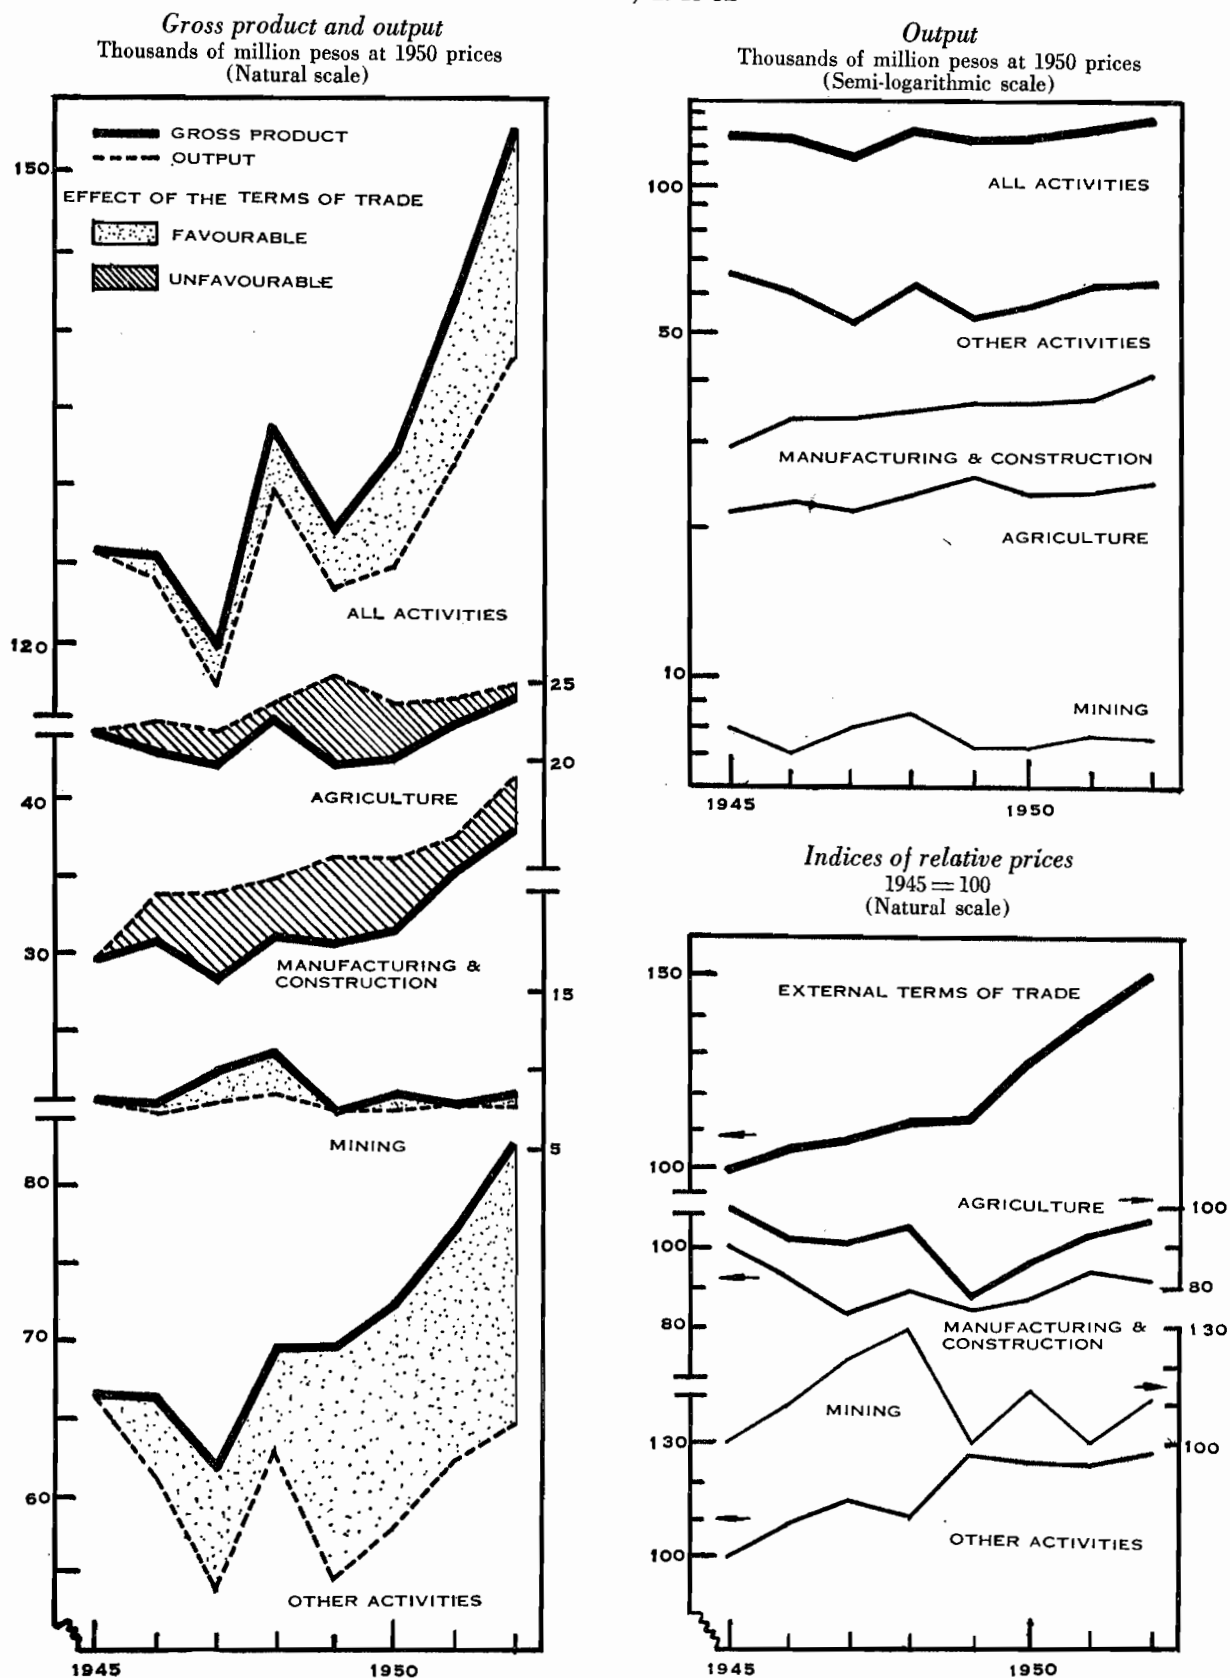 Gross product and output
Thousands of million pesos at 1950 prices
(Natural scale)
150
GROSS PRODUCT
OUTPUT
EFFECT OF THE TERMS OF TRADE
FAVOURABLE
UNFAVOURABLE
ALL ACTIVITIES
120
25
20
AGRICULTURE
40
30
MANUFACTURING &
CONSTRUCTION
15
MINING
5
80
70
60
OTHER ACTIVITIES
1945
1950
Output
Thousands of million pesos at 1950 prices
(Semi-logarithmic scale)
100
ALL ACTIVITIES
50
OTHER ACTIVITIES
MANUFACTURING & CONSTRUCTION
20
AGRICULTURE
10
MINING
1945
1950
Indices of relative prices
1945 = 100
(Natural scale)
150
EXTERNAL TERMS OF TRADE
100
AGRICULTURE
100
100
80
80
MANUFACTURING &
CONSTRUCTION
130
MINING
130
100
OTHER ACTIVITIES
100
1945
1950